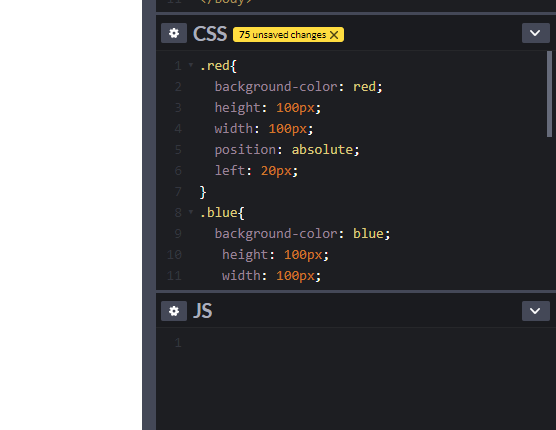 11 </body>
CSS 75 unsaved changes X
1 .red{
2 background-color: red;
3 height: 100px;
4 width: 100px;
5 position: absolute;
6 left: 20px;
7 }
8 .blue{
9 background-color: blue;
10 height: 100px;
11 width: 100px;
JS
1